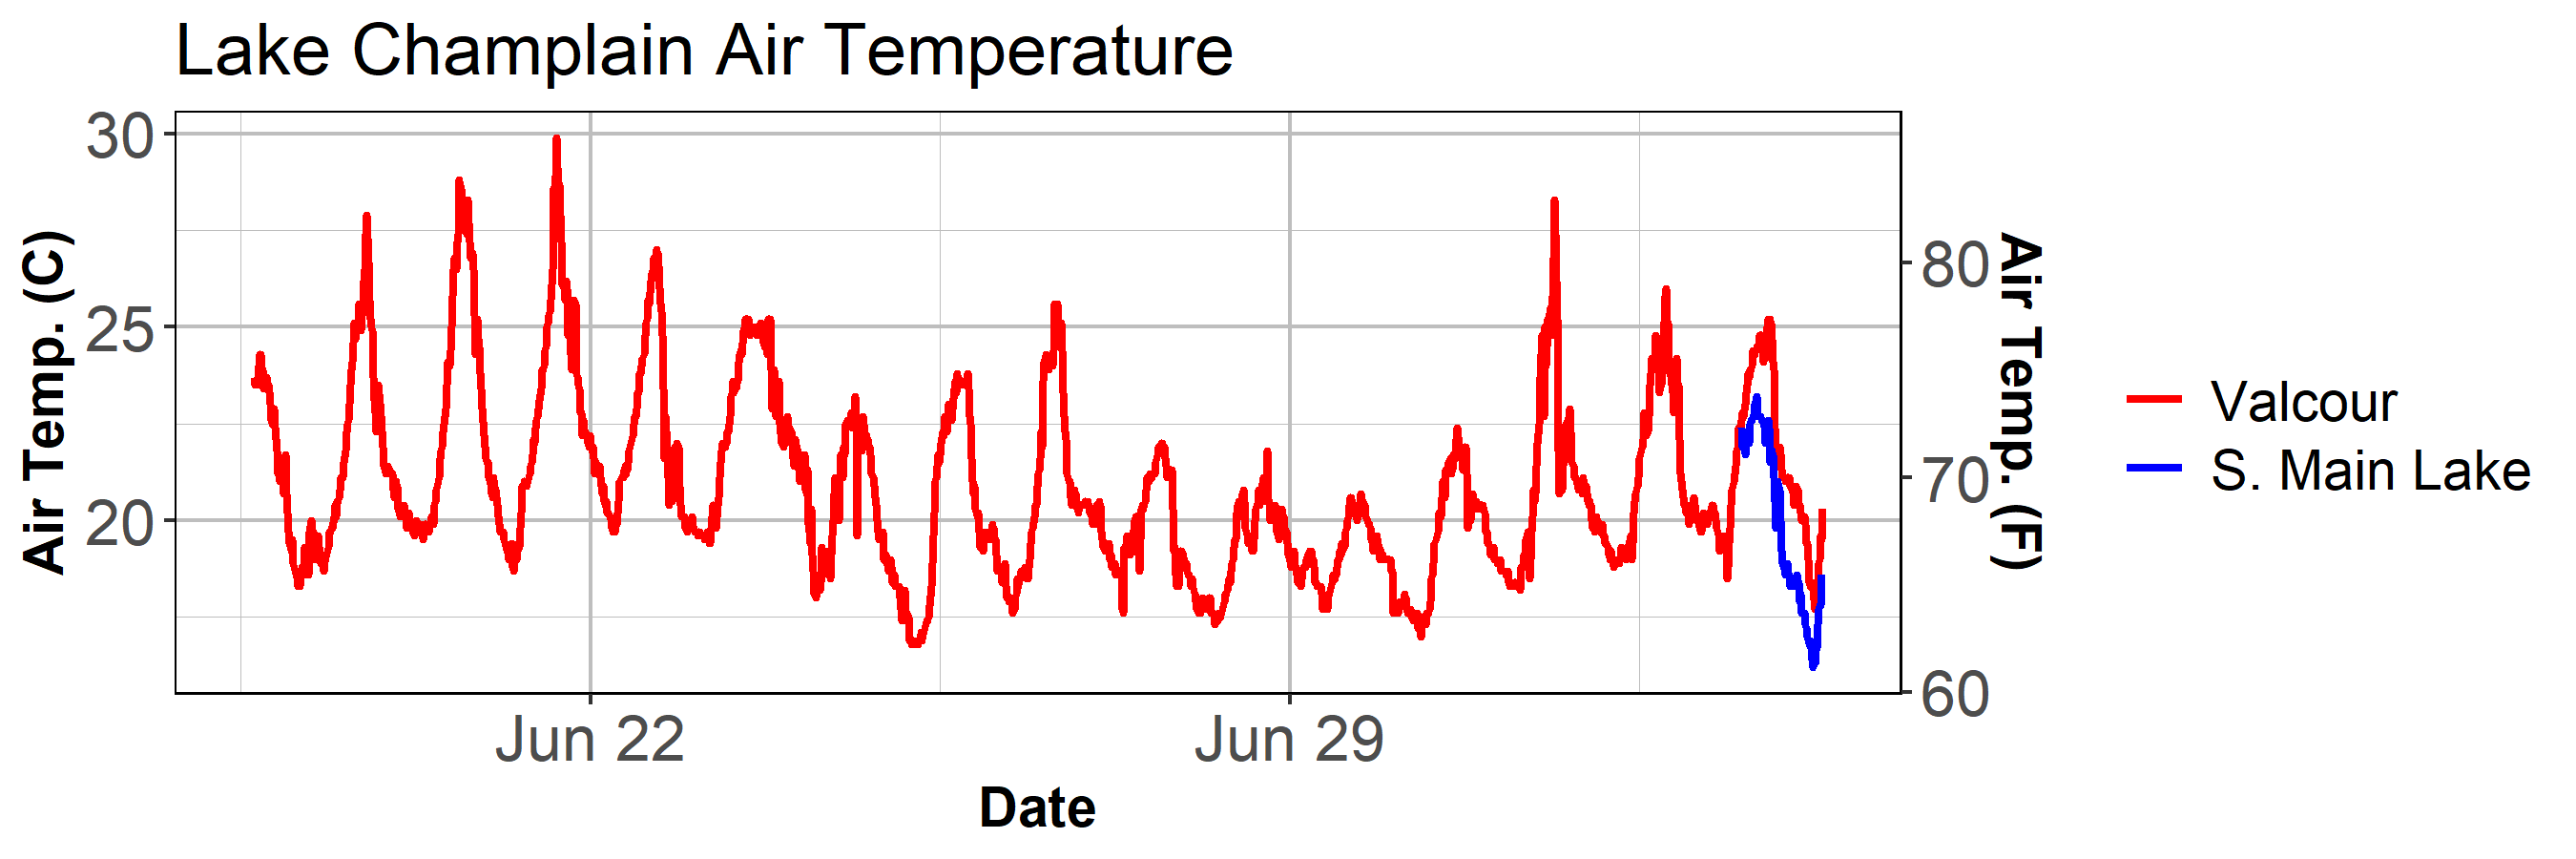 Lake Champlain Air Temperature
Air Temp. (C)
30
25
20
Air Temp. (F)
80
70
60
Jun 22
Jun 29
Date
Valcour
S. Main Lake